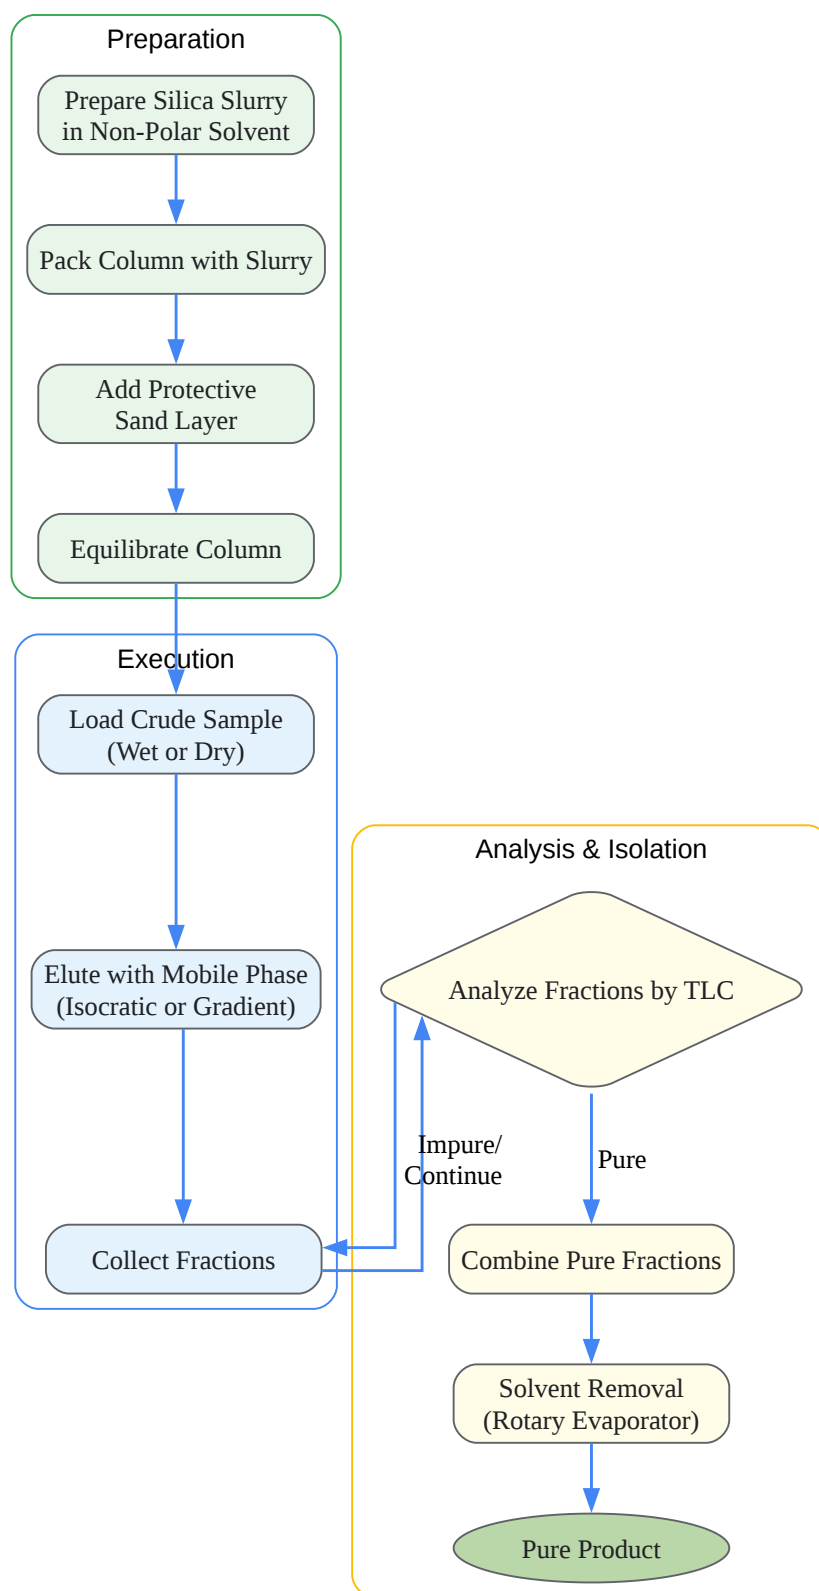 Preparation
Prepare Silica Slurry
in Non-Polar Solvent
Pack Column with Slurry
Add Protective
Sand Layer
Equilibrate Column
Execution
Load Crude Sample
(Wet or Dry)
Elute with Mobile Phase
(Isocratic or Gradient)
Collect Fractions
Analysis & Isolation
Analyze Fractions by TLC
Impure/
Continue
Pure
Combine Pure Fractions
Solvent Removal
(Rotary Evaporator)
Pure Product